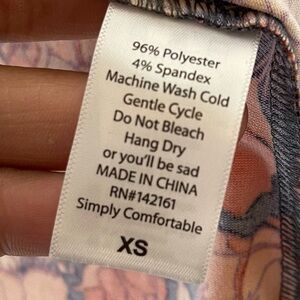 96% Polyester
4% Spandex
Machine Wash Cold
Gentle Cycle
Do Not Bleach
Hang Dry
or you'll be sad
MADE IN CHINA
RN#142161
Simply Comfortable
XS